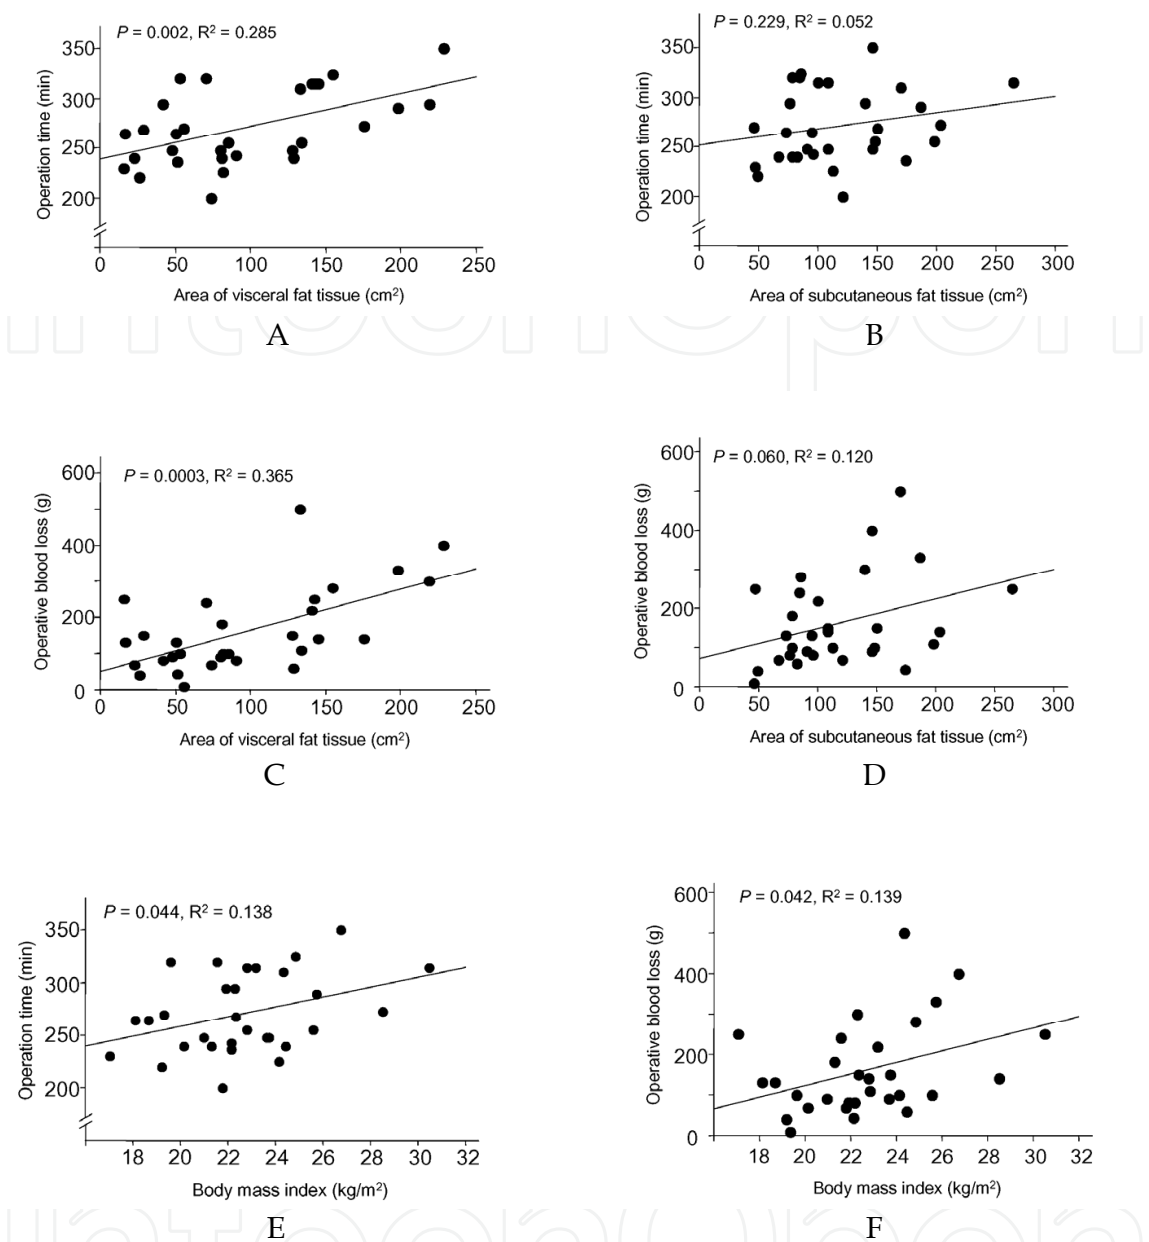 P = 0.002, R² = 0.285
Operation time (min)
350
300
250
200
0 50 100 150 200 250
Area of visceral fat tissue (cm²)
A
P = 0.229, R² = 0.052
Operation time (min)
350
300
250
200
0 50 100 150 200 250 300
Area of subcutaneous fat tissue (cm²)
B
P = 0.0003, R² = 0.365
Operative blood loss (g)
600
400
200
0
0 50 100 150 200 250
Area of visceral fat tissue (cm²)
C
P = 0.060, R² = 0.120
Operative blood loss (g)
600
400
200
0
0 50 100 150 200 250 300
Area of subcutaneous fat tissue (cm²)
D
P = 0.044, R² = 0.138
Operation time (min)
350
300
250
200
18 20 22 24 26 28 30 32
Body mass index (kg/m²)
E
P = 0.042, R² = 0.139
Operative blood loss (g)
600
400
200
0
18 20 22 24 26 28 30 32
Body mass index (kg/m²)
F